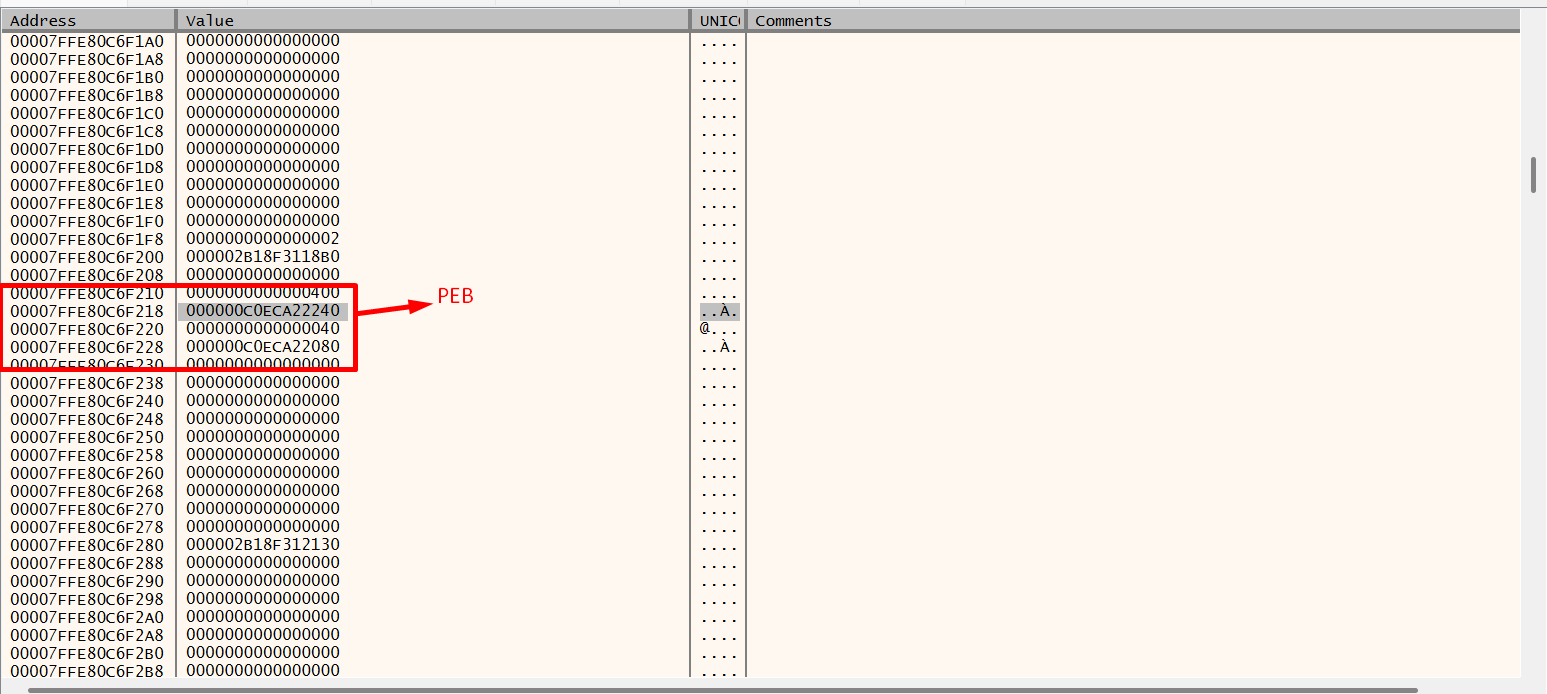 Address Value UNICO Comments
00007FFE80C6F1A0 0000000000000000 ....
00007FFE80C6F1A8 0000000000000000 ....
00007FFE80C6F1B0 0000000000000000 ....
00007FFE80C6F1B8 0000000000000000 ....
00007FFE80C6F1C0 0000000000000000 ....
00007FFE80C6F1C8 0000000000000000 ....
00007FFE80C6F1D0 0000000000000000 ....
00007FFE80C6F1D8 0000000000000000 ....
00007FFE80C6F1E0 0000000000000000 ....
00007FFE80C6F1E8 0000000000000000 ....
00007FFE80C6F1F0 0000000000000000 ....
00007FFE80C6F1F8 0000000000000002 ....
00007FFE80C6F200 000002B18F3118B0 ....
00007FFE80C6F208 0000000000000000 ....
00007FFE80C6F210 0000000000000400 ....
PEB
00007FFE80C6F218 000000C0ECA22240 ..À.
00007FFE80C6F220 0000000000000040 @...
00007FFE80C6F228 000000C0ECA22080 ..À.
00007FFE80C6F230 0000000000000000 ....
00007FFE80C6F238 0000000000000000 ....
00007FFE80C6F240 0000000000000000 ....
00007FFE80C6F248 0000000000000000 ....
00007FFE80C6F250 0000000000000000 ....
00007FFE80C6F258 0000000000000000 ....
00007FFE80C6F260 0000000000000000 ....
00007FFE80C6F268 0000000000000000 ....
00007FFE80C6F270 0000000000000000 ....
00007FFE80C6F278 0000000000000000 ....
00007FFE80C6F280 000002B18F312130 ....
00007FFE80C6F288 0000000000000000 ....
00007FFE80C6F290 0000000000000000 ....
00007FFE80C6F298 0000000000000000 ....
00007FFE80C6F2A0 0000000000000000 ....
00007FFE80C6F2A8 0000000000000000 ....
00007FFE80C6F2B0 0000000000000000 ....
00007FFE80C6F2B8 0000000000000000 ....